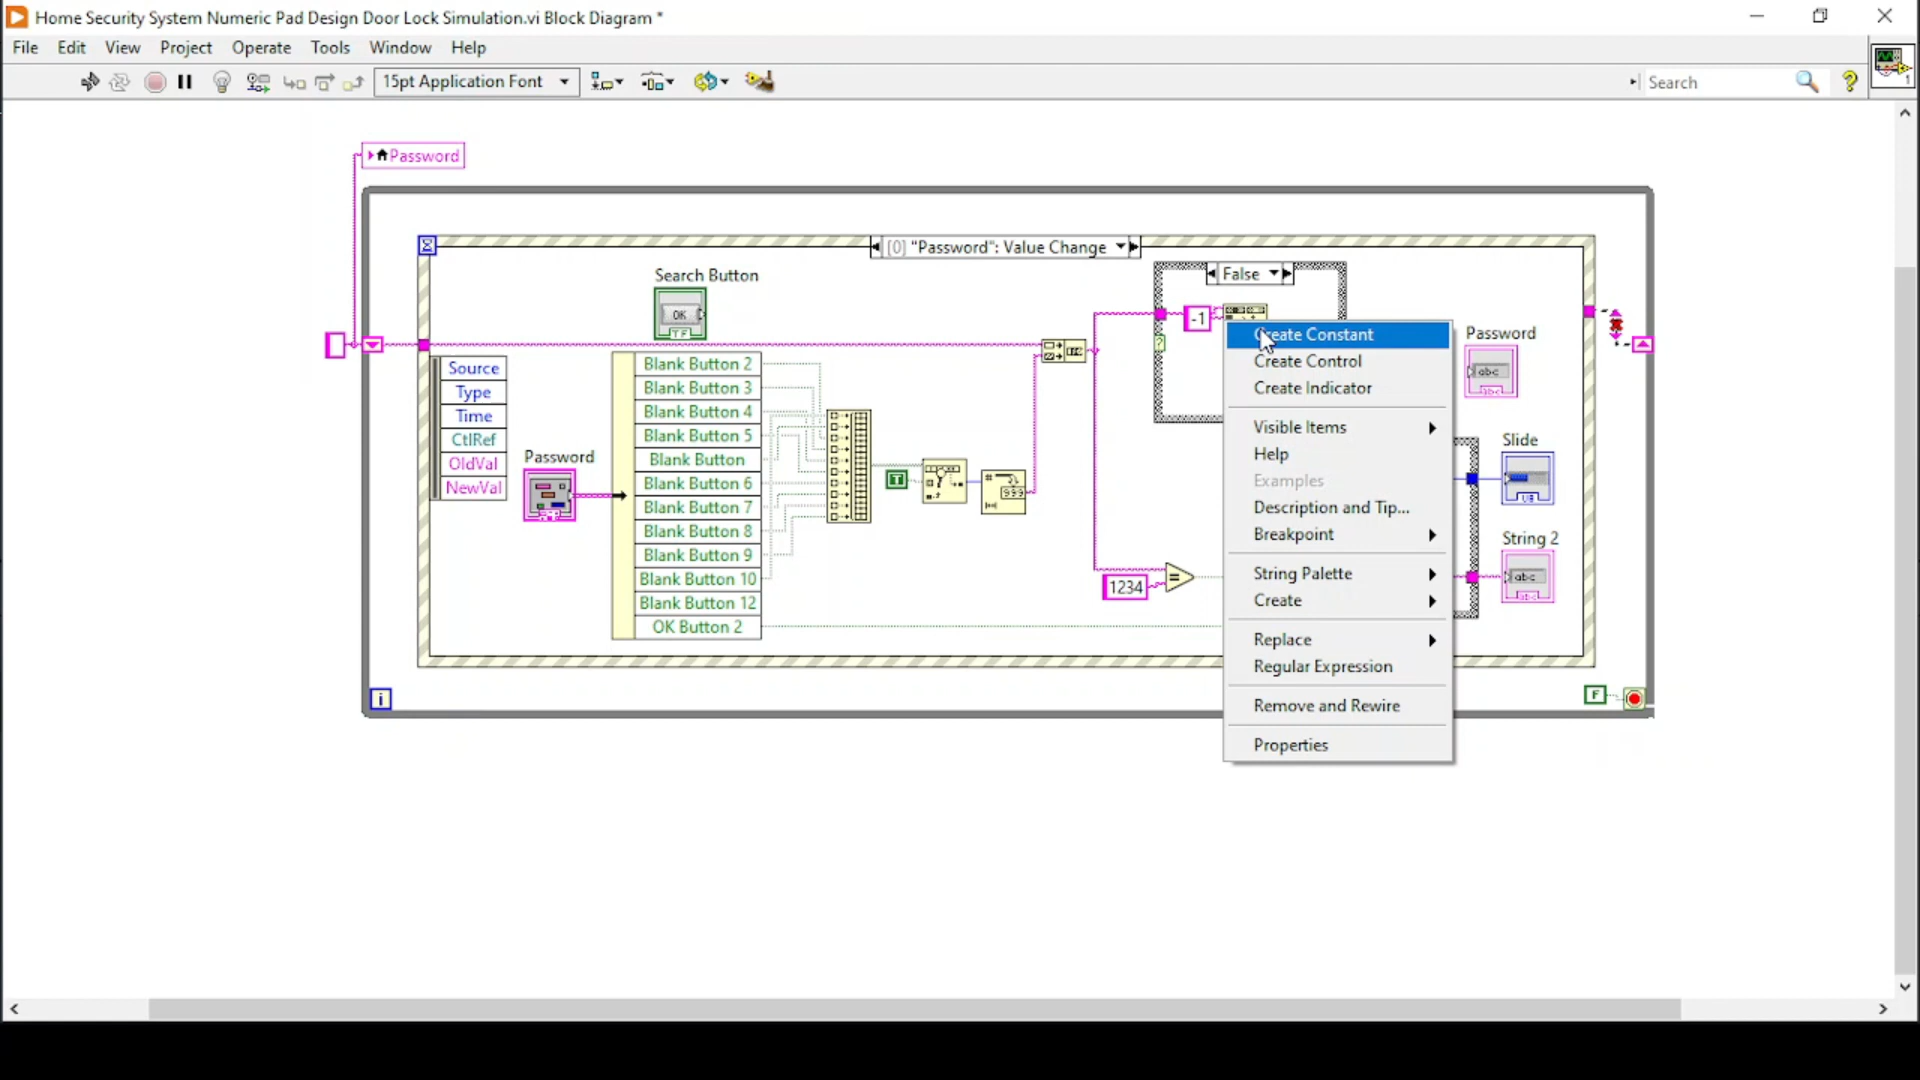 Home Security System Numeric Pad Design Door Lock Simulation.vi Block Diagram *
File Edit View Project Operate Tools Window Help
15pt Application Font
Search
?
1
Password
[0] "Password": Value Change
Search Button
OK
TF
False
-1
?
Source
Type
Time
CtlRef
OldVal
NewVal
Password
Blank Button 2
Blank Button 3
Blank Button 4
Blank Button 5
Blank Button
Blank Button 6
Blank Button 7
Blank Button 8
Blank Button 9
Blank Button 10
Blank Button 12
OK Button 2
T
999
1234
=
Create Constant
Create Control
Create Indicator
Visible Items
Help
Examples
Description and Tip...
Breakpoint
String Palette
Create
Replace
Regular Expression
Remove and Rewire
Properties
Password
abc
Slide
String 2
abc
i
F